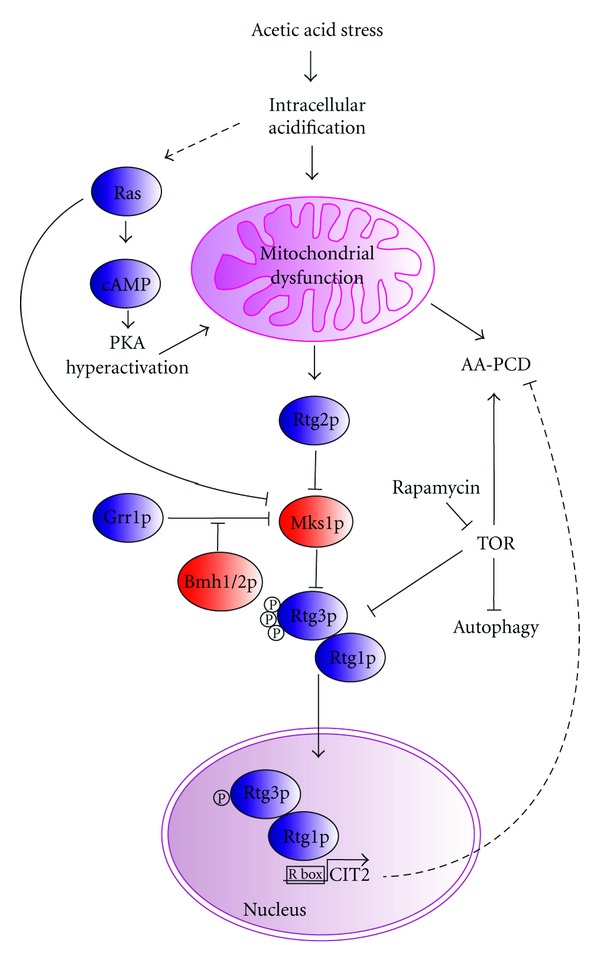 Acetic acid stress
Intracellular
acidification
Ras
cAMP
PKA
hyperactivation
Mitochondrial
dysfunction
AA-PCD
Rtg2p
Rapamycin
Grr1p
Mks1p
TOR
Bmh1/2p
P
P
P
Rtg3p
Autophagy
Rtg1p
P
Rtg3p
Rtg1p
R box
CIT2
Nucleus